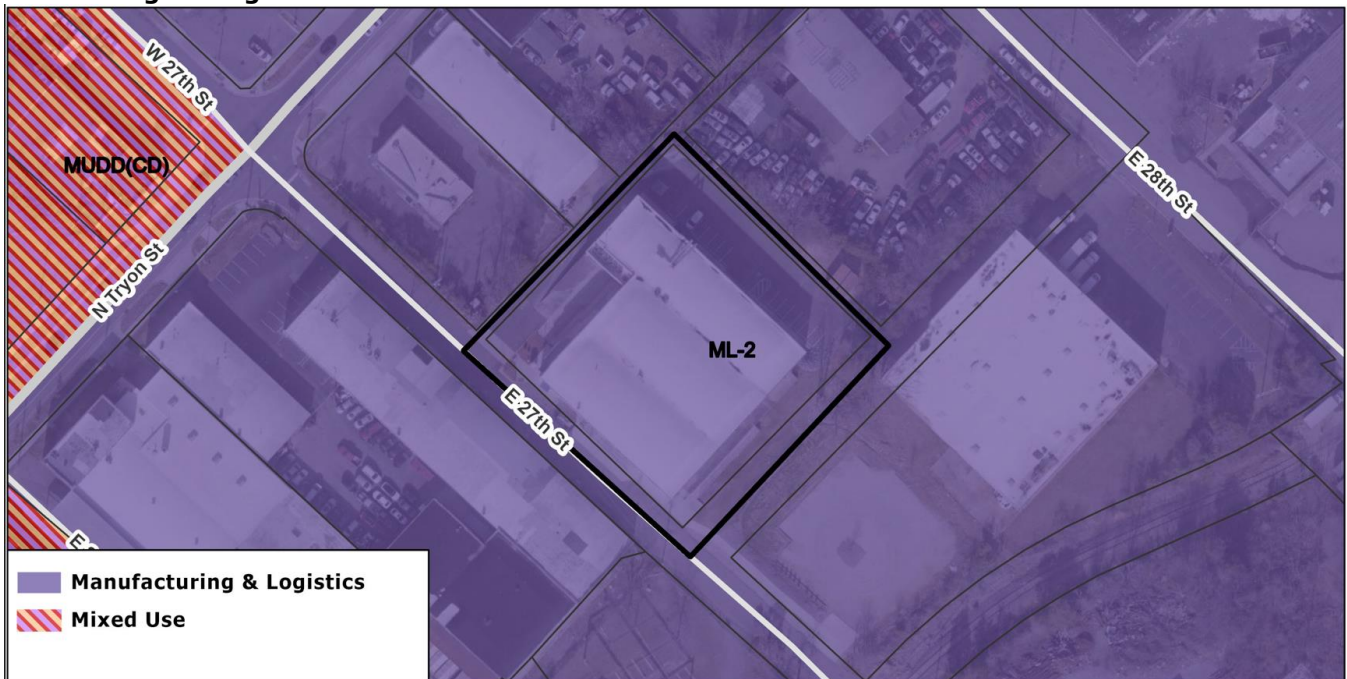 W 27th St
MUDD(CD)
E 28th St
N Tryon St
ML-2
E 27th St
Manufacturing & Logistics
Mixed Use